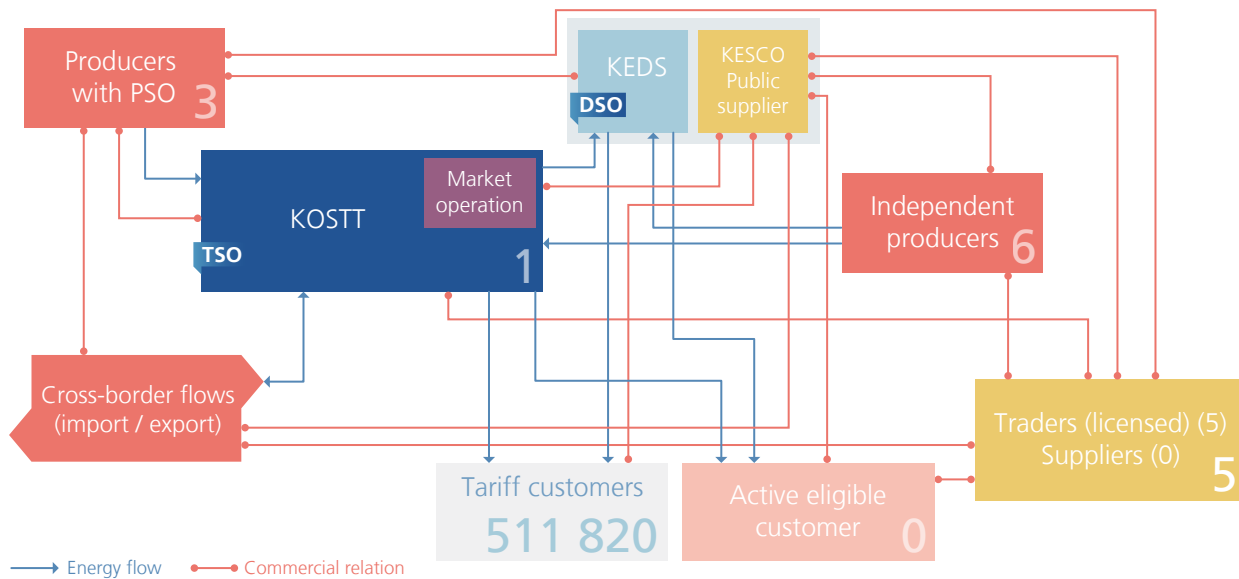 Producers
with PSO
3
KEDS
DSO
KESCO
Public
supplier
KOSTT
Market
operation
TSO
1
Independent
producers
6
Cross-border flows
(import / export)
Traders (licensed) (5)
Suppliers (0)
5
Tariff customers
511 820
Active eligible
customer
0
Energy flow
Commercial relation